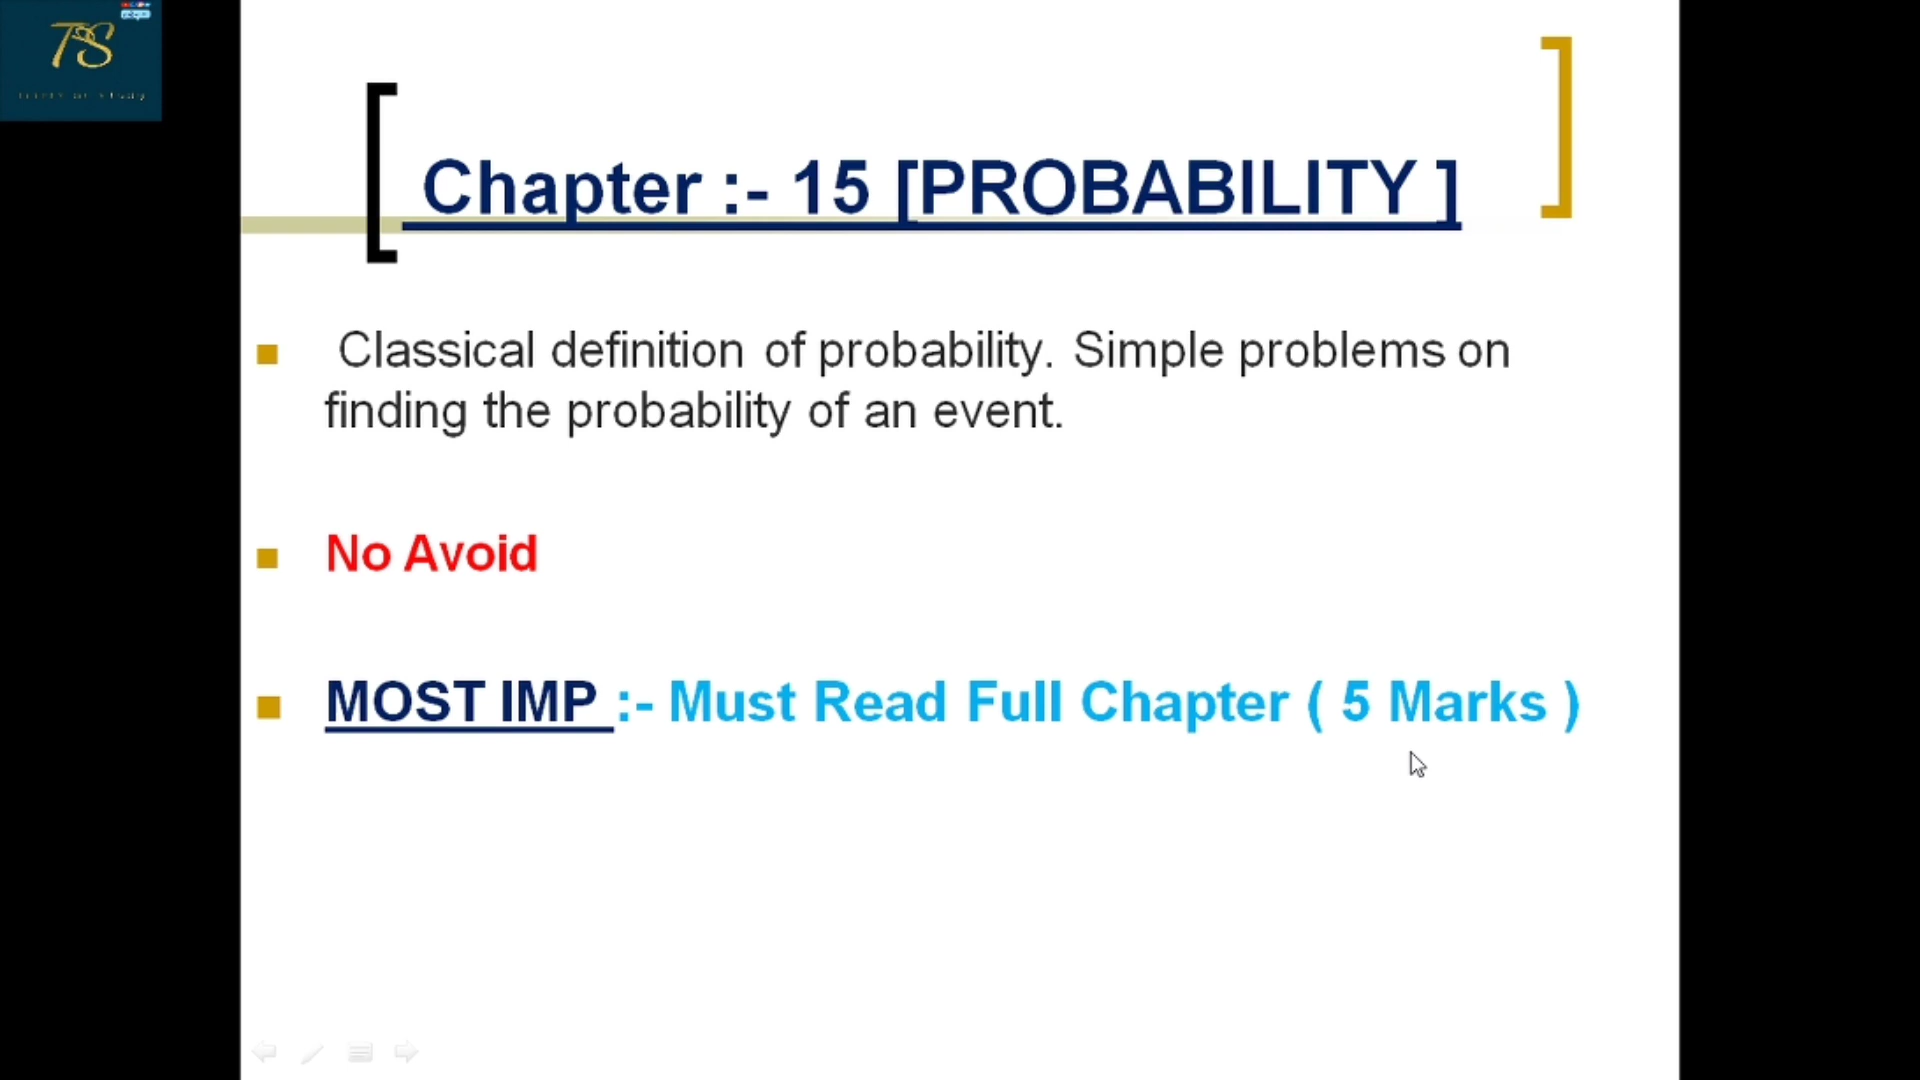 TS
Chapter :- 15 [PROBABILITY ]
Classical definition of probability. Simple problems on
finding the probability of an event.
No Avoid
MOST IMP :- Must Read Full Chapter ( 5 Marks )